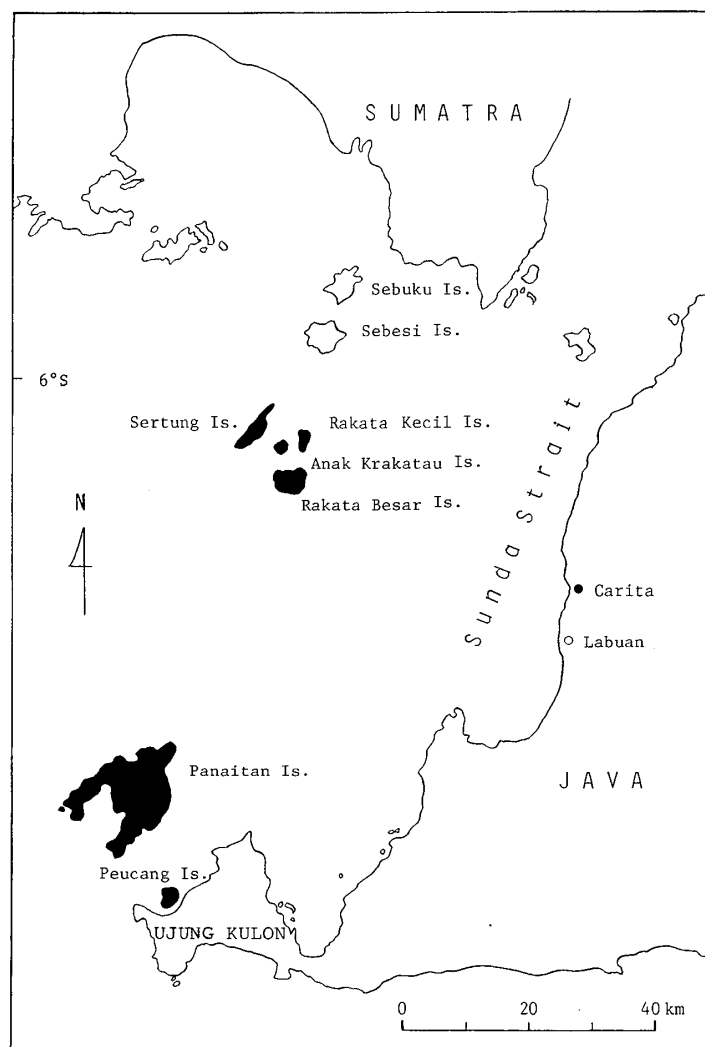 SUMATRA
Sebuku Is.
Sebesi Is.
6°S
Sertung Is.
Rakata Kecil Is.
Anak Krakatau Is.
Rakata Besar Is.
N
Sunda Strait
Carita
Labuan
Panaitan Is.
JAVA
Peucang Is.
UJUNG KULON
0 20 40 km